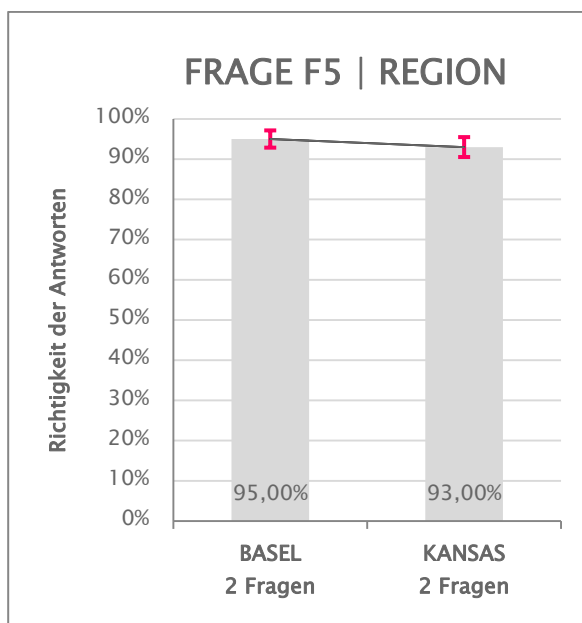 FRAGE F5 | REGION
Richtigkeit der Antworten
100%
90%
80%
70%
60%
50%
40%
30%
20%
10%
0%
95,00%
93,00%
BASEL
2 Fragen
KANSAS
2 Fragen